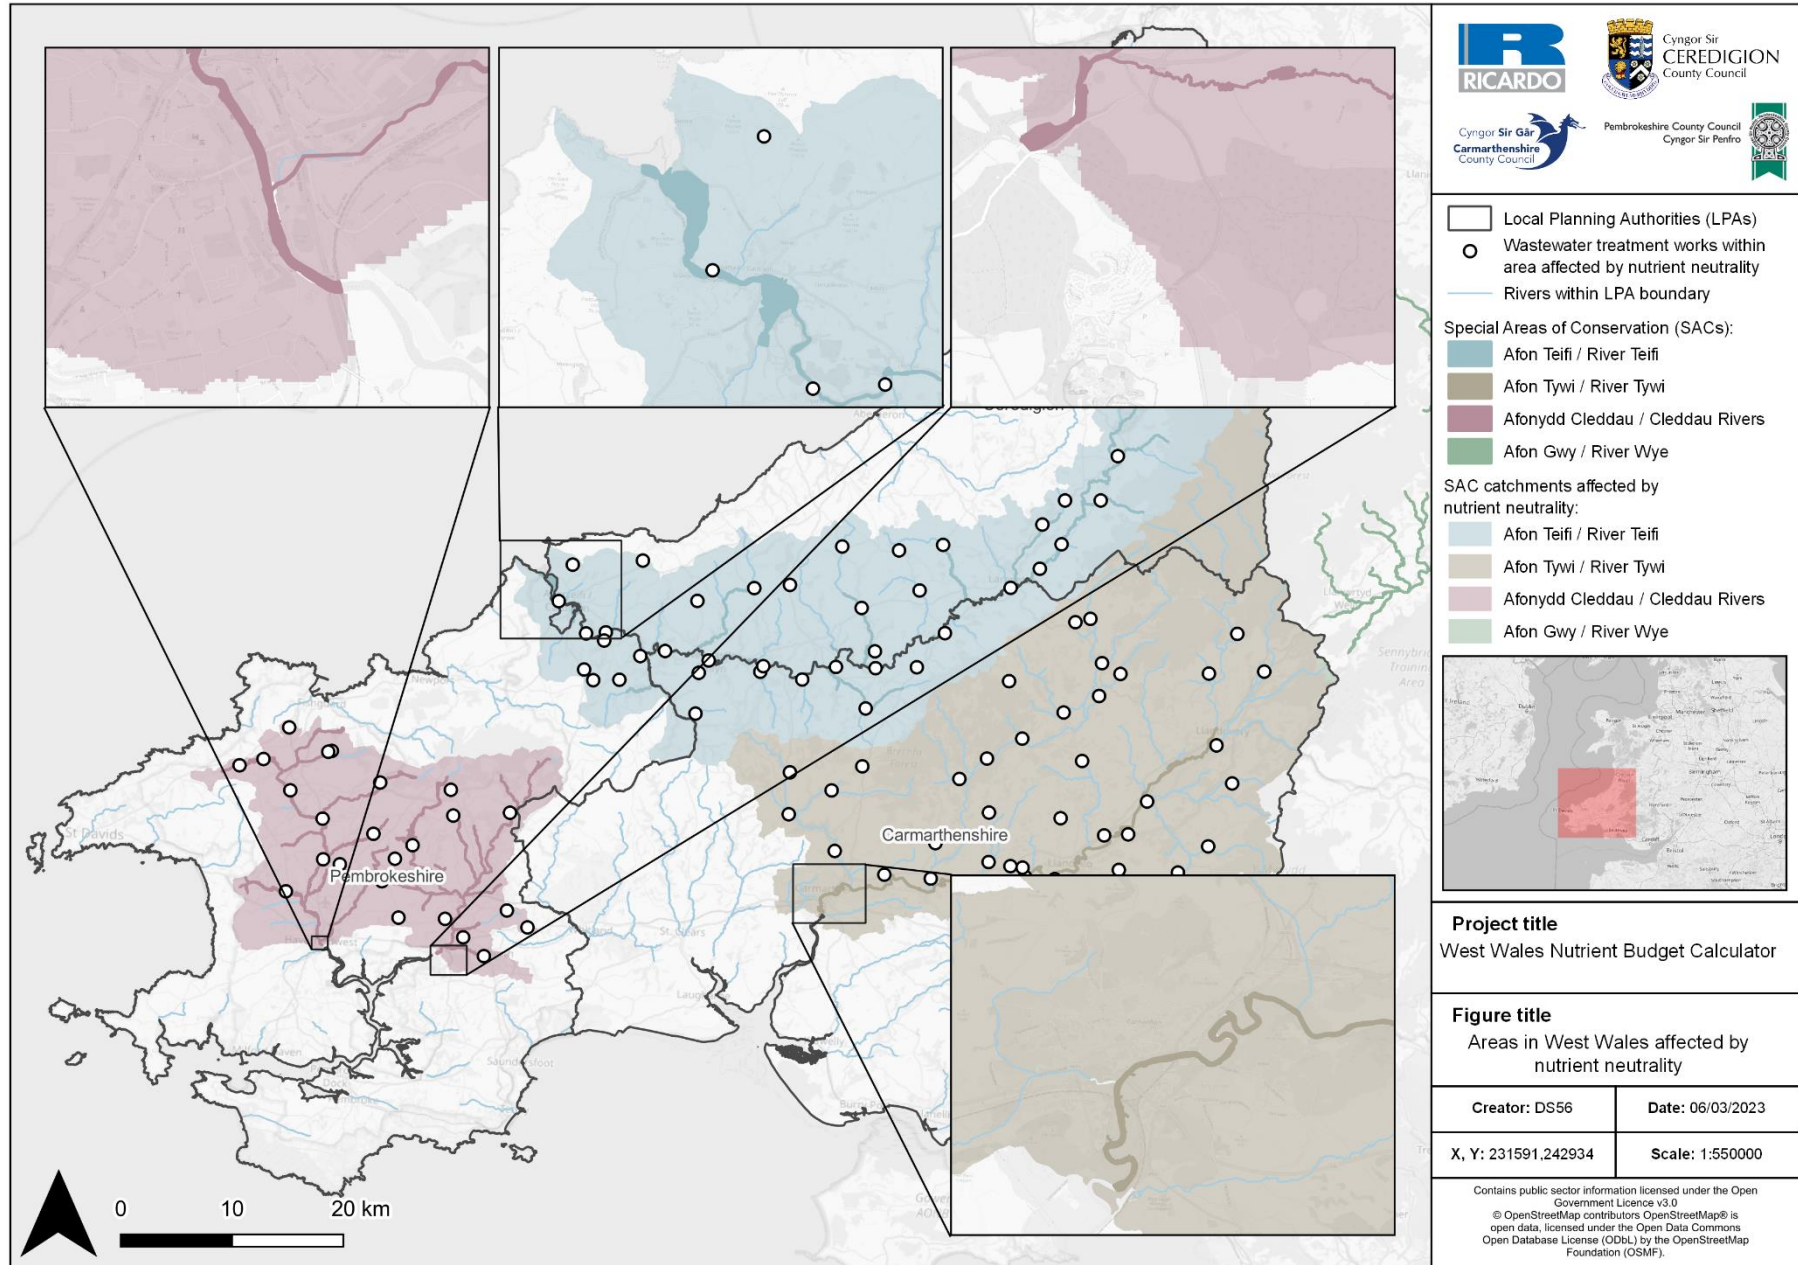 RICARDO
Cyngor Sir
CEREDIGION
County Council
Cyngor Sir Gâr
Carmarthenshire
County Council
Pembrokeshire County Council
Cyngor Sir Penfro
Local Planning Authorities (LPAs)
Wastewater treatment works within
area affected by nutrient neutrality
Rivers within LPA boundary
Special Areas of Conservation (SACs):
Afon Teifi / River Teifi
Afon Tywi / River Tywi
Afonydd Cleddau / Cleddau Rivers
Afon Gwy / River Wye
SAC catchments affected by
nutrient neutrality:
Afon Teifi / River Teifi
Afon Tywi / River Tywi
Afonydd Cleddau / Cleddau Rivers
Afon Gwy / River Wye
Ceredigion
Carmarthenshire
Pembrokeshire
St Davids
Saundersfoot
0 10 20 km
Project title
West Wales Nutrient Budget Calculator
Figure title
Areas in West Wales affected by
nutrient neutrality
Creator: DS56
Date: 06/03/2023
X, Y: 231591,242934
Scale: 1:550000
Contains public sector information licensed under the Open
Government Licence v3.0
© OpenStreetMap contributors OpenStreetMap® is
open data, licensed under the Open Data Commons
Open Database License (ODbL) by the OpenStreetMap
Foundation (OSMF).